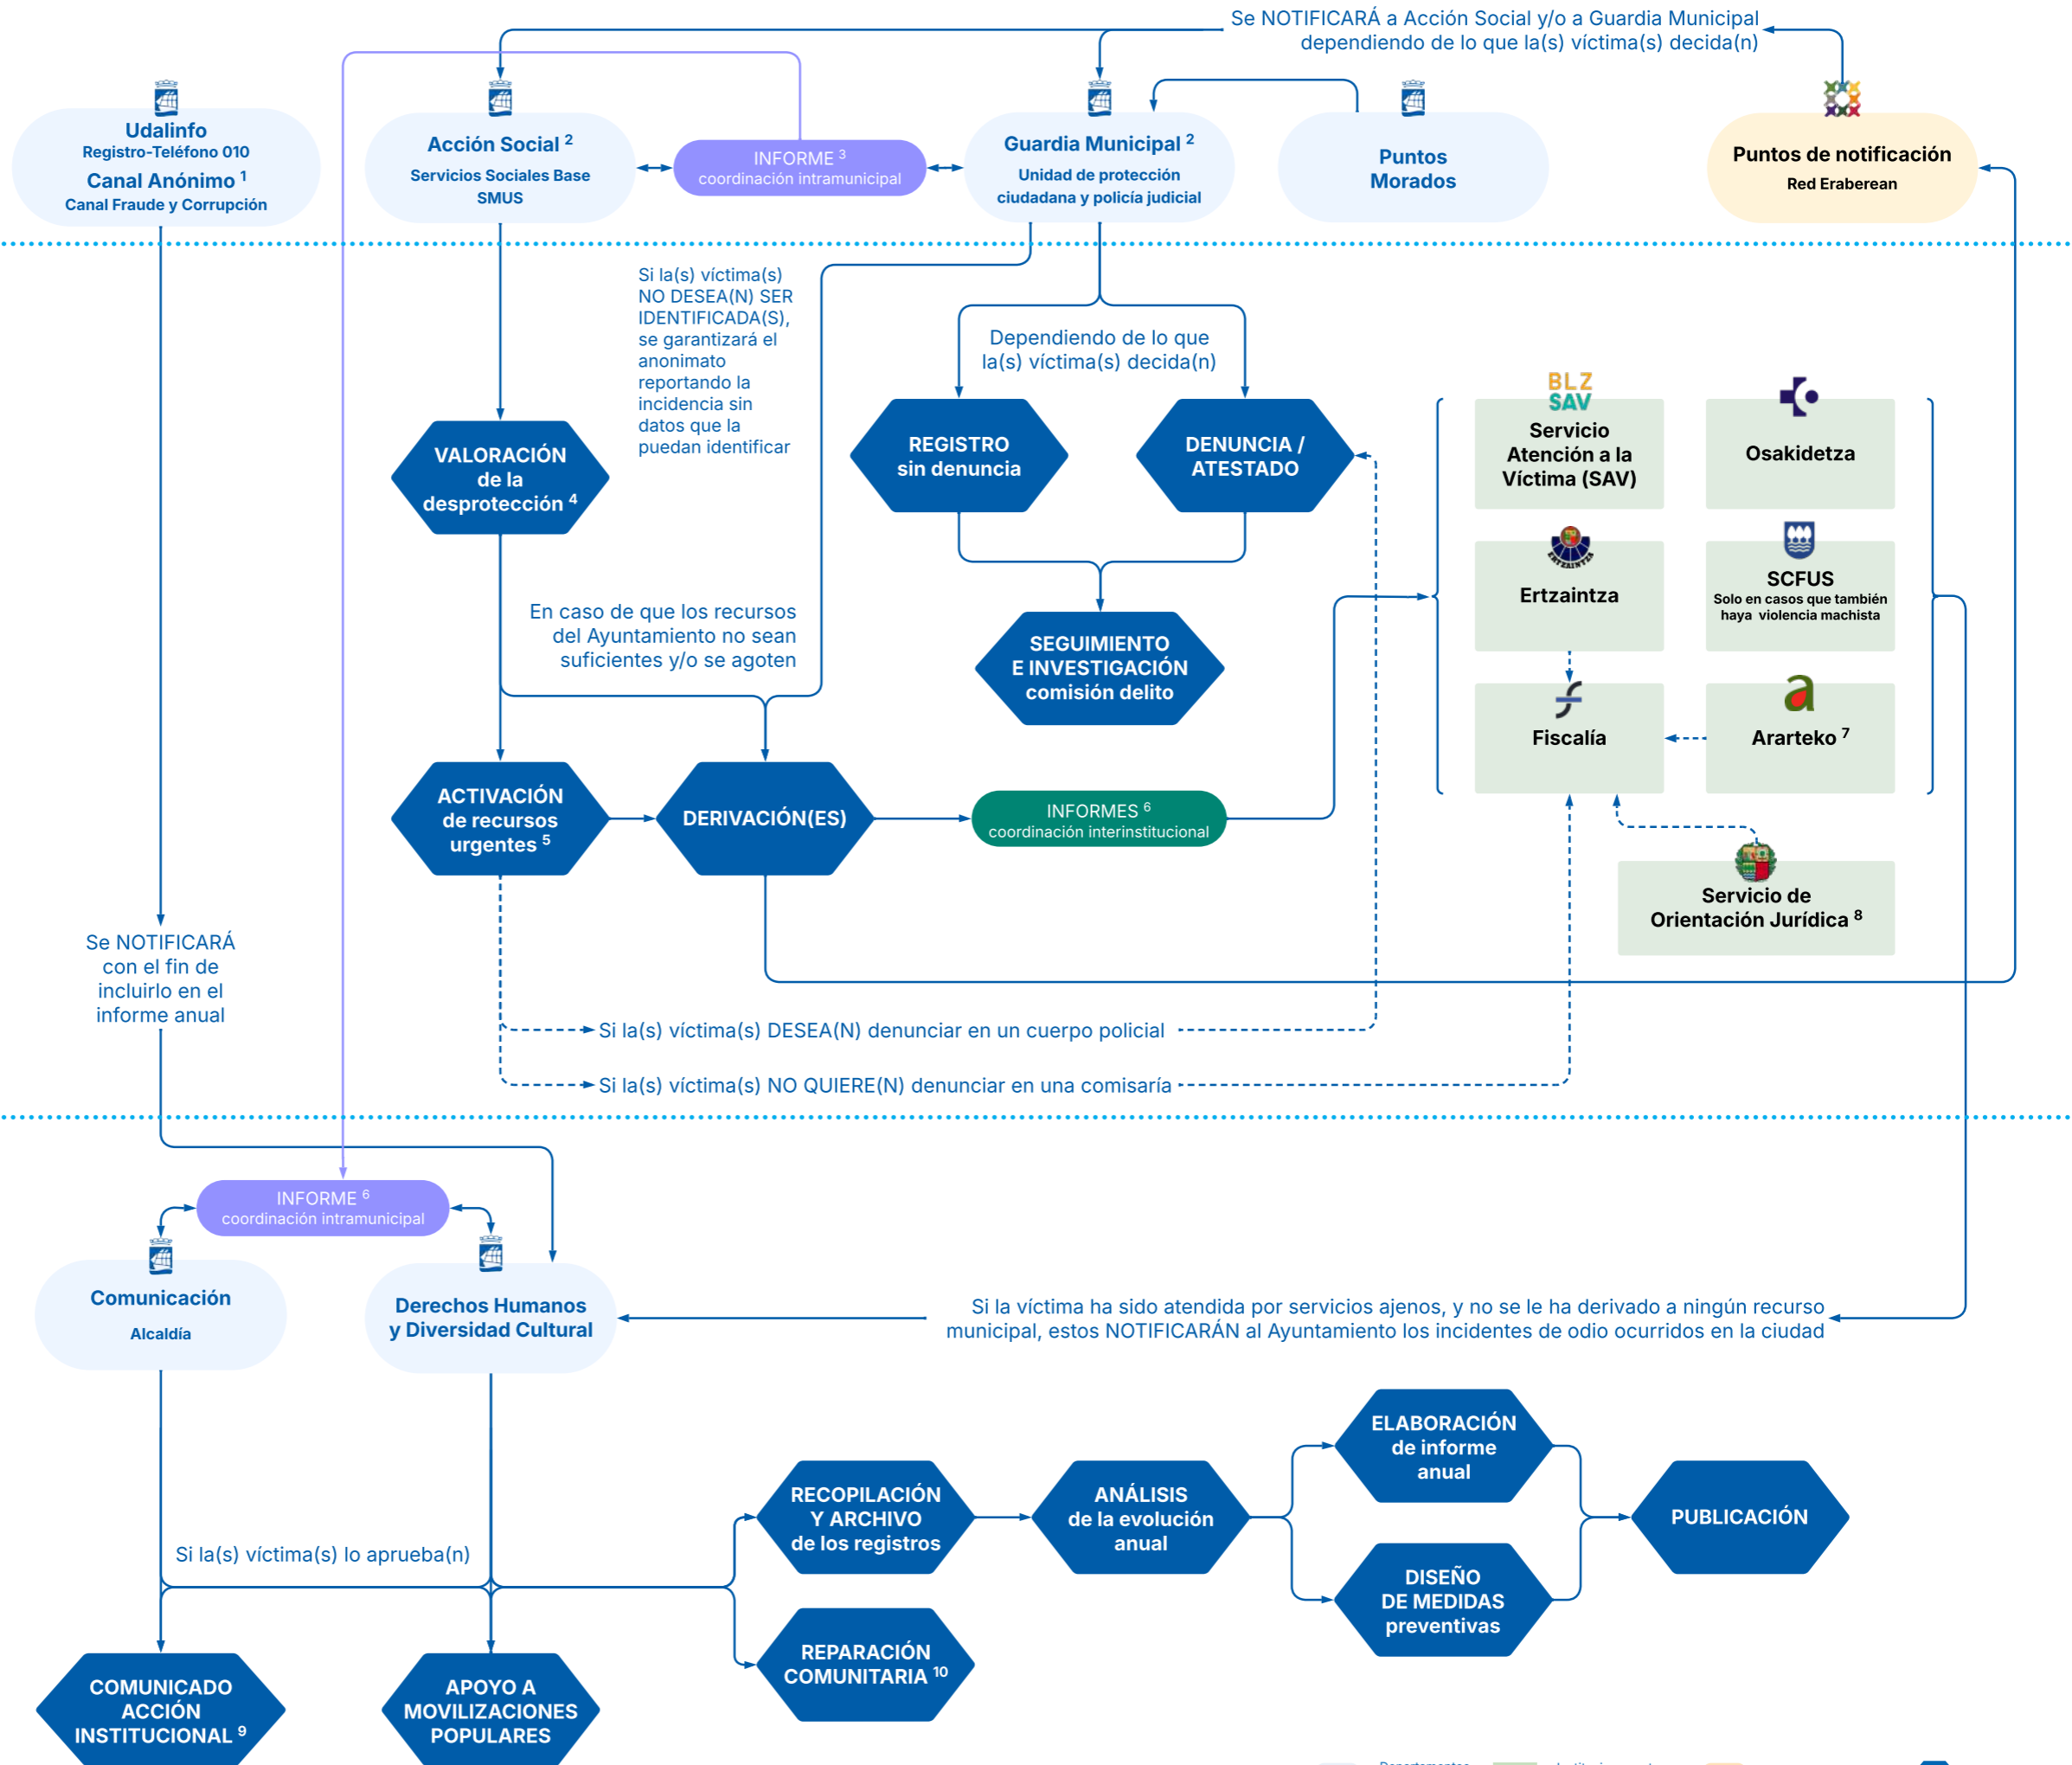 Se NOTIFICARÁ a Acción Social y/o a Guardia Municipal
dependiendo de lo que la(s) víctima(s) decida(n)
Udalinfo
Registro-Teléfono 010
Canal Anónimo 1
Canal Fraude y Corrupción
Acción Social 2
Servicios Sociales Base
SMUS
INFORME 3
coordinación intramunicipal
Guardia Municipal 2
Unidad de protección
ciudadana y policía judicial
Puntos
Morados
Puntos de notificación
Red Eraberean
Si la(s) víctima(s)
NO DESEA(N) SER
IDENTIFICADA(S),
se garantizará el
anonimato
reportando la
incidencia sin
datos que la
puedan identificar
Dependiendo de lo que
la(s) víctima(s) decida(n)
VALORACIÓN
de la
desprotección 4
REGISTRO
sin denuncia
DENUNCIA /
ATESTADO
BLZ
SAV
Servicio
Atención a la
Víctima (SAV)
Osakidetza
ERTZAINTZA
Ertzaintza
SCFUS
Solo en casos que también
haya violencia machista
En caso de que los recursos
del Ayuntamiento no sean
suficientes y/o se agoten
SEGUIMIENTO
E INVESTIGACIÓN
comisión delito
Fiscalía
a
Ararteko 7
ACTIVACIÓN
de recursos
urgentes 5
DERIVACIÓN(ES)
INFORMES 6
coordinación interinstitucional
Servicio de
Orientación Jurídica 8
Se NOTIFICARÁ
con el fin de
incluirlo en el
informe anual
Si la(s) víctima(s) DESEA(N) denunciar en un cuerpo policial
Si la(s) víctima(s) NO QUIERE(N) denunciar en una comisaría
INFORME 6
coordinación intramunicipal
Comunicación
Alcaldía
Derechos Humanos
y Diversidad Cultural
Si la víctima ha sido atendida por servicios ajenos, y no se le ha derivado a ningún recurso
municipal, estos NOTIFICARÁN al Ayuntamiento los incidentes de odio ocurridos en la ciudad
Si la(s) víctima(s) lo aprueba(n)
RECOPILACIÓN
Y ARCHIVO
de los registros
ANÁLISIS
de la evolución
anual
ELABORACIÓN
de informe
anual
DISEÑO
DE MEDIDAS
preventivas
PUBLICACIÓN
REPARACIÓN
COMUNITARIA 10
COMUNICADO
ACCIÓN
INSTITUCIONAL 9
APOYO A
MOVILIZACIONES
POPULARES